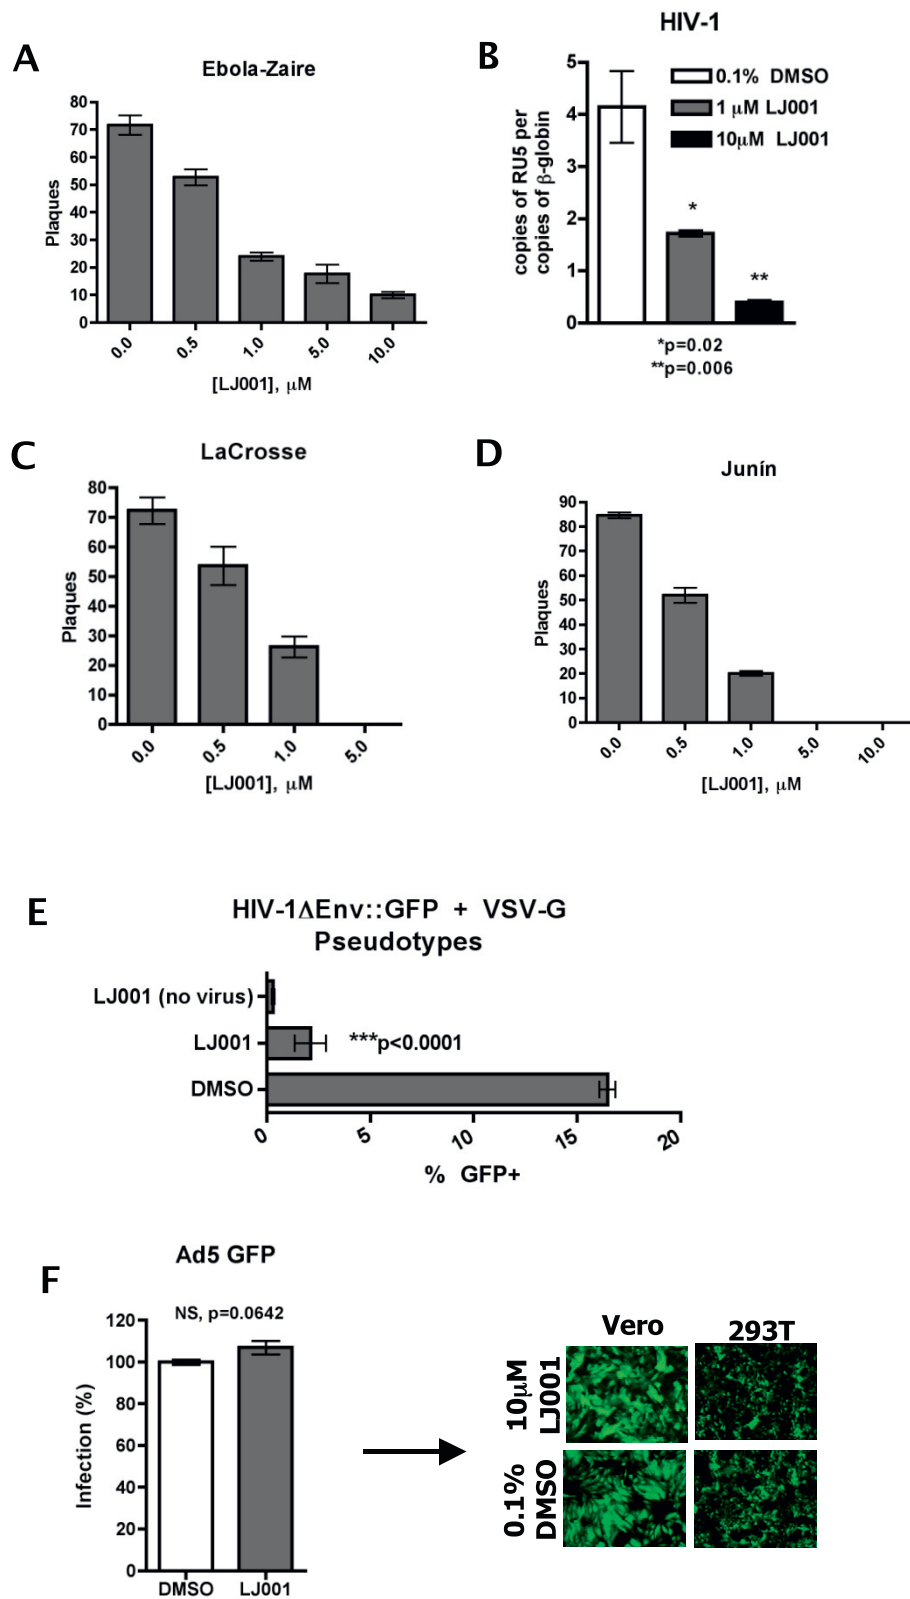 A
Ebola-Zaire
Plaques
80
70
60
50
40
30
20
10
0
0.0
0.5
1.0
5.0
10.0
[LJ001], μM
B
HIV-1
copies of RU5 per
copies of β-globin
5
4
3
2
1
0
0.1% DMSO
1 μM LJ001
10μM LJ001
*
**
*p=0.02
**p=0.006
C
LaCrosse
Plaques
80
70
60
50
40
30
20
10
0
0.0
0.5
1.0
5.0
[LJ001], μM
D
Junín
Plaques
90
80
70
60
50
40
30
20
10
0
0.0
0.5
1.0
5.0
10.0
[LJ001], μM
E
HIV-1ΔEnv::GFP + VSV-G
Pseudotypes
LJ001 (no virus)
LJ001
***p<0.0001
DMSO
0
5
10
15
20
% GFP+
F
Ad5 GFP
NS, p=0.0642
Infection (%)
120
100
80
60
40
20
0
DMSO
LJ001
Vero
293T
10μM
LJ001
0.1%
DMSO